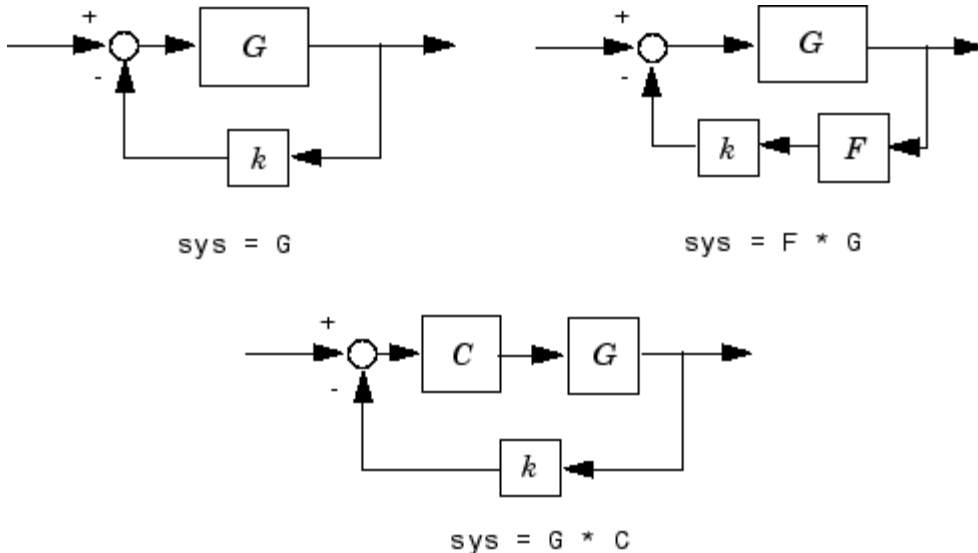 +
G
-
k
sys = G
+
G
-
k
F
sys = F * G
+
C
G
-
k
sys = G * C